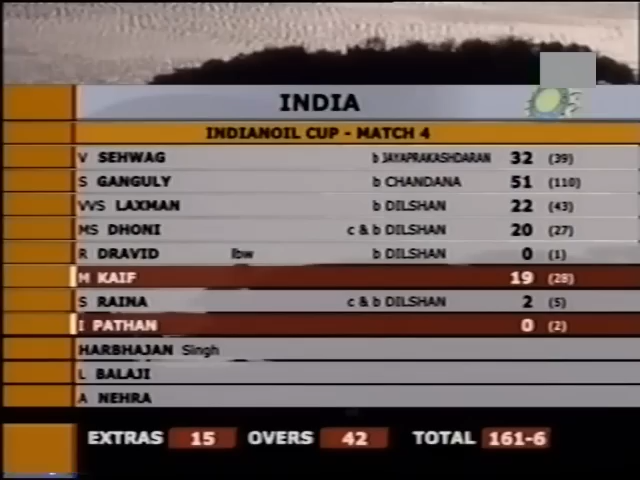 INDIA
INDIANOIL CUP - MATCH 4
V SEHWAG b JAYAPRAKASHDARAN 32 (39)
S GANGULY b CHANDANA 51 (110)
VVS LAXMAN b DILSHAN 22 (43)
MS DHONI c & b DILSHAN 20 (27)
R DRAVID lbw b DILSHAN 0 (1)
M KAIF 19 (28)
S RAINA c & b DILSHAN 2 (5)
I PATHAN 0 (2)
HARBHAJAN Singh
L BALAJI
A NEHRA
EXTRAS 15 OVERS 42 TOTAL 161-6